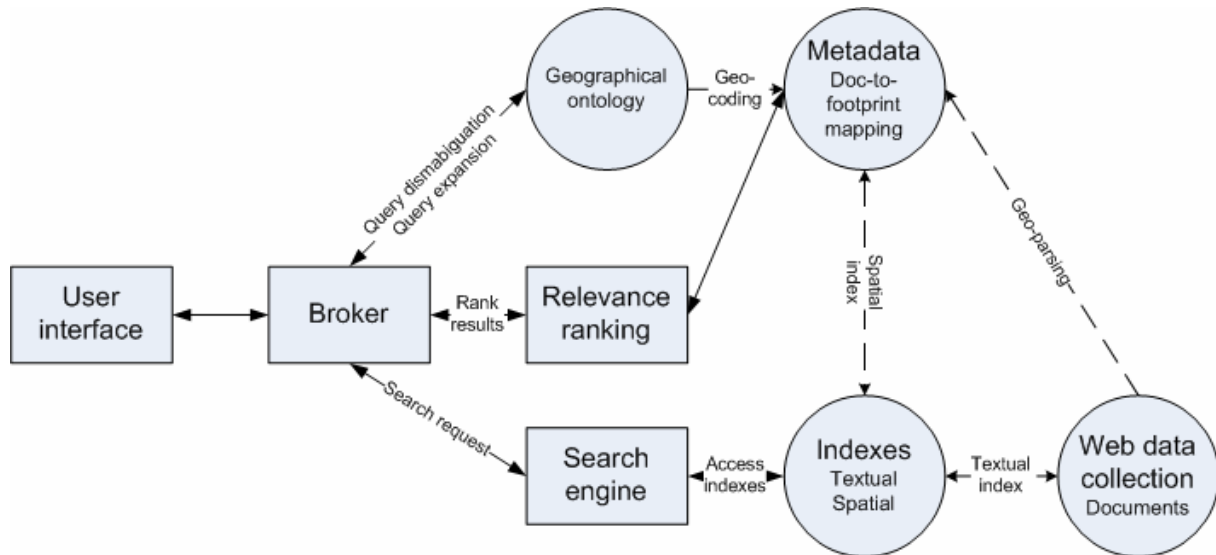 Geographical
ontology
Geo-
coding
Metadata
Doc-to-
footprint
mapping
Query dismabiguation
Query expansion
Geo-parsing
User
interface
Broker
Rank
results
Relevance
ranking
Spatial
index
Search request
Search
engine
Access
indexes
Indexes
Textual
Spatial
Textual
index
Web data
collection
Documents